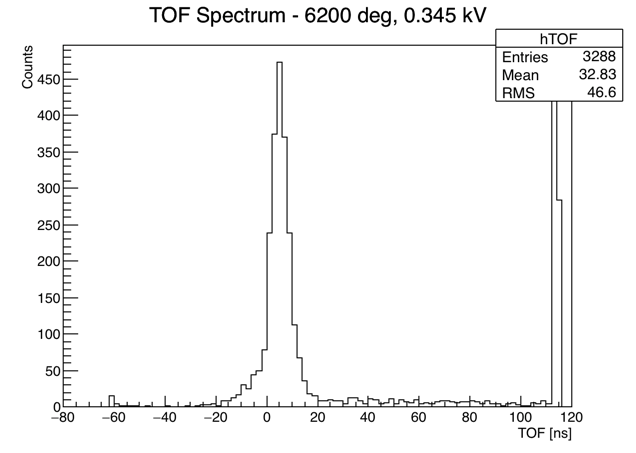 TOF Spectrum - 6200 deg, 0.345 kV
hTOF
Entries 3288
Mean 32.83
RMS 46.6
Counts
450
400
350
300
250
200
150
100
50
0
−80 −60 −40 −20 0 20 40 60 80 100 120
TOF [ns]